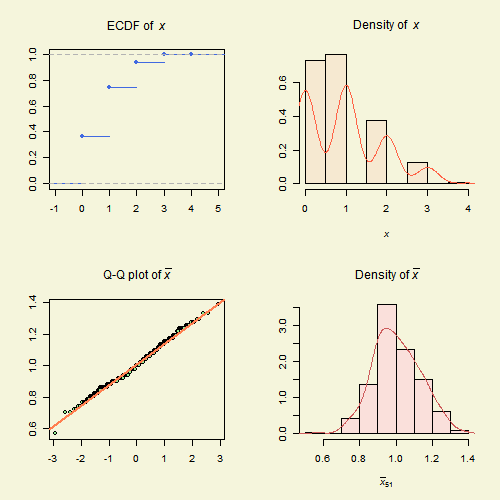 ECDF of x
Density of x
1.0
0.8
0.6
0.4
0.2
0.0
-1 0 1 2 3 4 5
0.6
0.4
0.2
0.0
0 1 2 3 4
x
Q-Q plot of x̅
Density of x̅
1.4
1.2
1.0
0.8
0.6
-3 -2 -1 0 1 2 3
3.0
2.0
1.0
0.0
0.6 0.8 1.0 1.2 1.4
x̅51